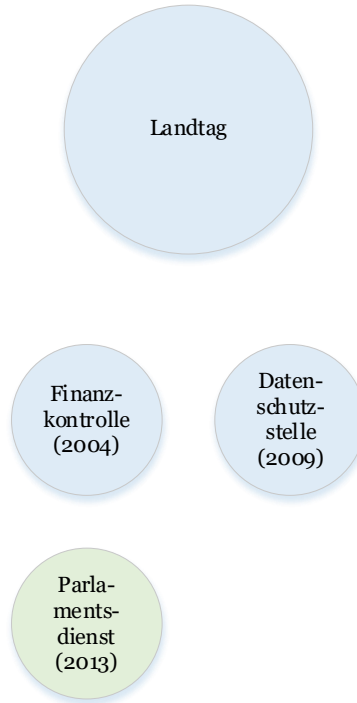 Landtag
Finanz-
kontrolle
(2004)
Daten-
schutz-
stelle
(2009)
Parla-
ments-
dienst
(2013)